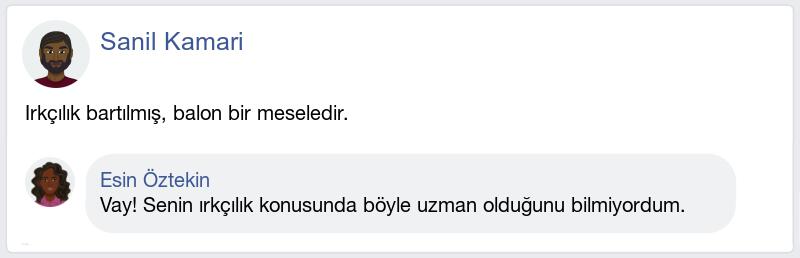 Sanil Kamari
Irkçılık bartılmış, balon bir meseledir.
Esin Öztekin
Vay! Senin ırkçılık konusunda böyle uzman olduğunu bilmiyordum.